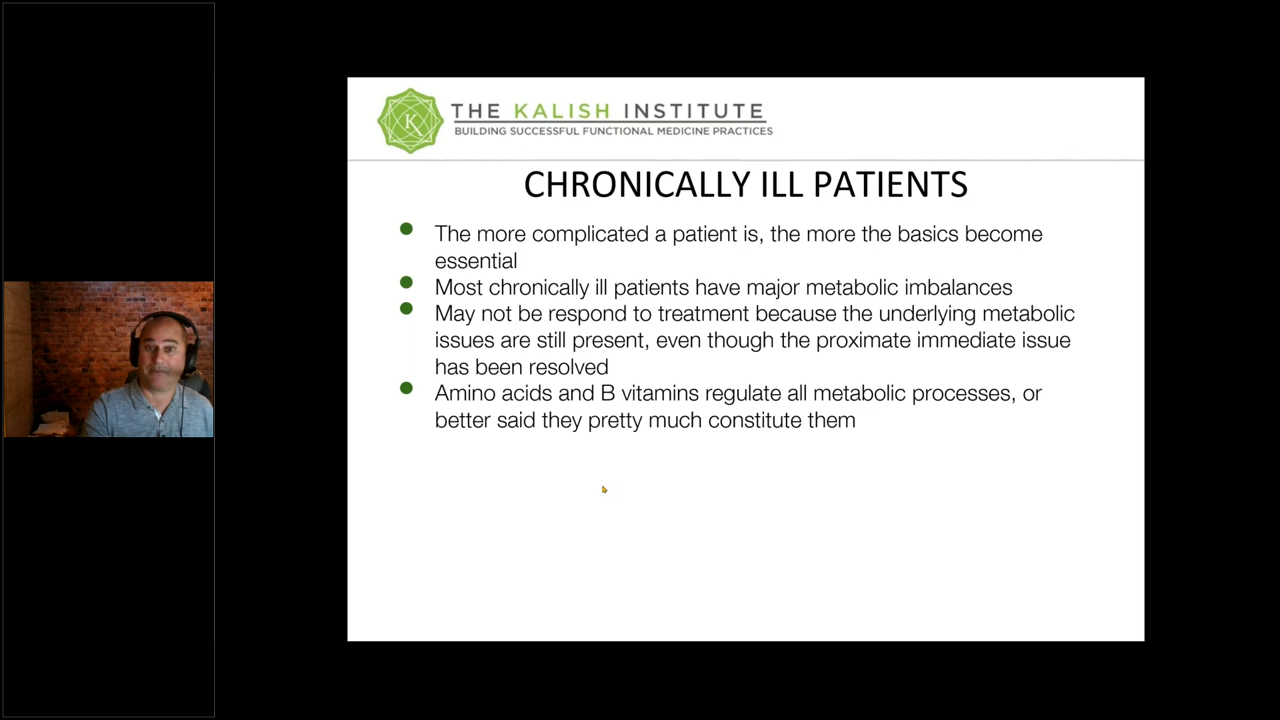 THE KALISH INSTITUTE
BUILDING SUCCESSFUL FUNCTIONAL MEDICINE PRACTICES
K
CHRONICALLY ILL PATIENTS
The more complicated a patient is, the more the basics become
essential
Most chronically ill patients have major metabolic imbalances
May not be respond to treatment because the underlying metabolic
issues are still present, even though the proximate immediate issue
has been resolved
Amino acids and B vitamins regulate all metabolic processes, or
better said they pretty much constitute them